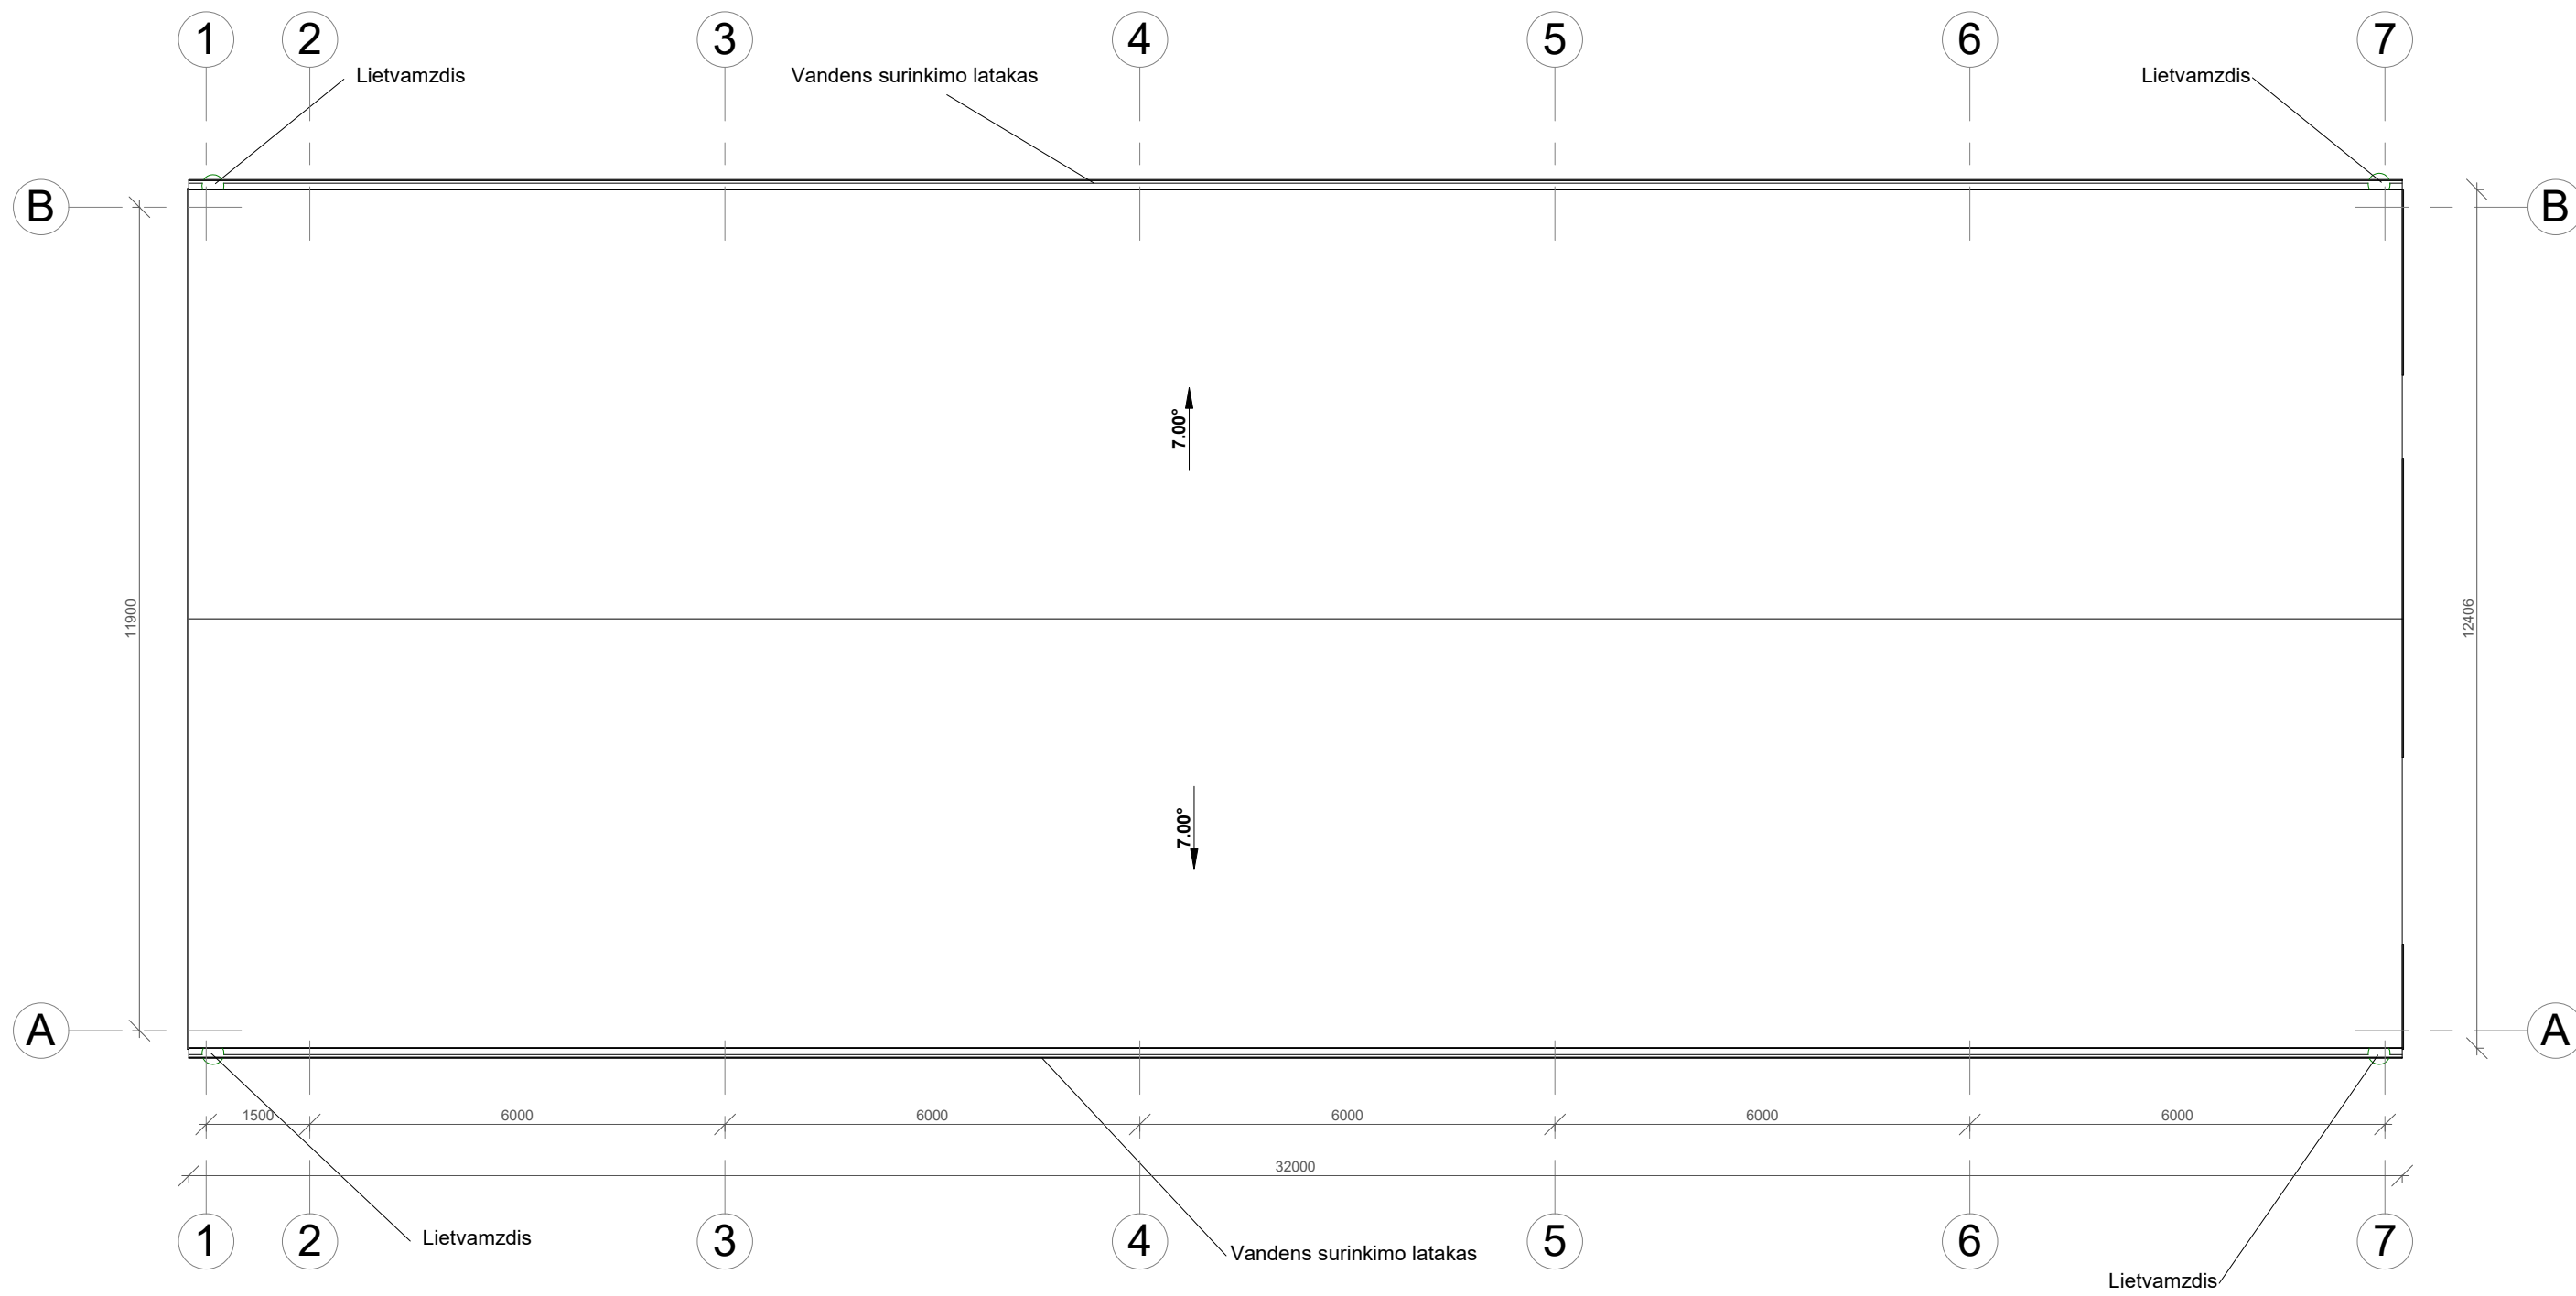 1 2 3 4 5 6 7
Lietvamzdis Vandens surinkimo latakas Lietvamzdis
B B
7.00°
11900 12406
7.00°
A A
1500 6000 6000 6000 6000 6000
32000
1 2 3 4 5 6 7
Lietvamzdis Vandens surinkimo latakas
Lietvamzdis